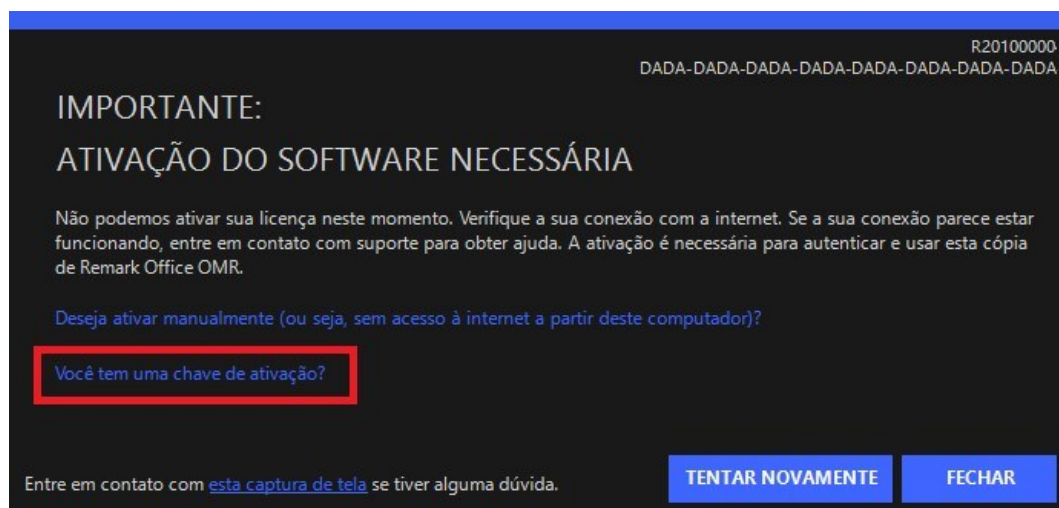 R20100000-
DADA-DADA-DADA-DADA-DADA-DADA-DADA-DADA
IMPORTANTE:
ATIVAÇÃO DO SOFTWARE NECESSÁRIA
Não podemos ativar sua licença neste momento. Verifique a sua conexão com a internet. Se a sua conexão parece estar
funcionando, entre em contato com suporte para obter ajuda. A ativação é necessária para autenticar e usar esta cópia
de Remark Office OMR.
Deseja ativar manualmente (ou seja, sem acesso à internet a partir deste computador)?
Você tem uma chave de ativação?
Entre em contato com esta captura de tela se tiver alguma dúvida.
TENTAR NOVAMENTE
FECHAR